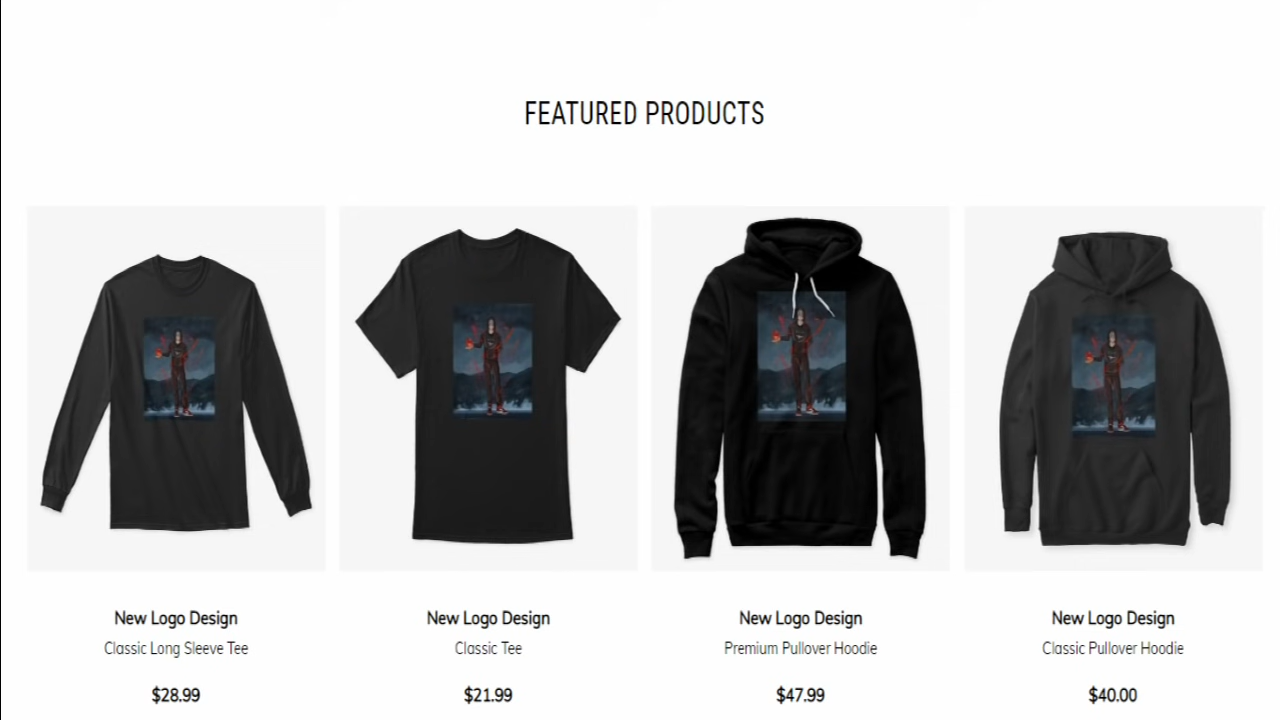 FEATURED PRODUCTS
New Logo Design
Classic Long Sleeve Tee
$28.99
New Logo Design
Classic Tee
$21.99
New Logo Design
Premium Pullover Hoodie
$47.99
New Logo Design
Classic Pullover Hoodie
$40.00